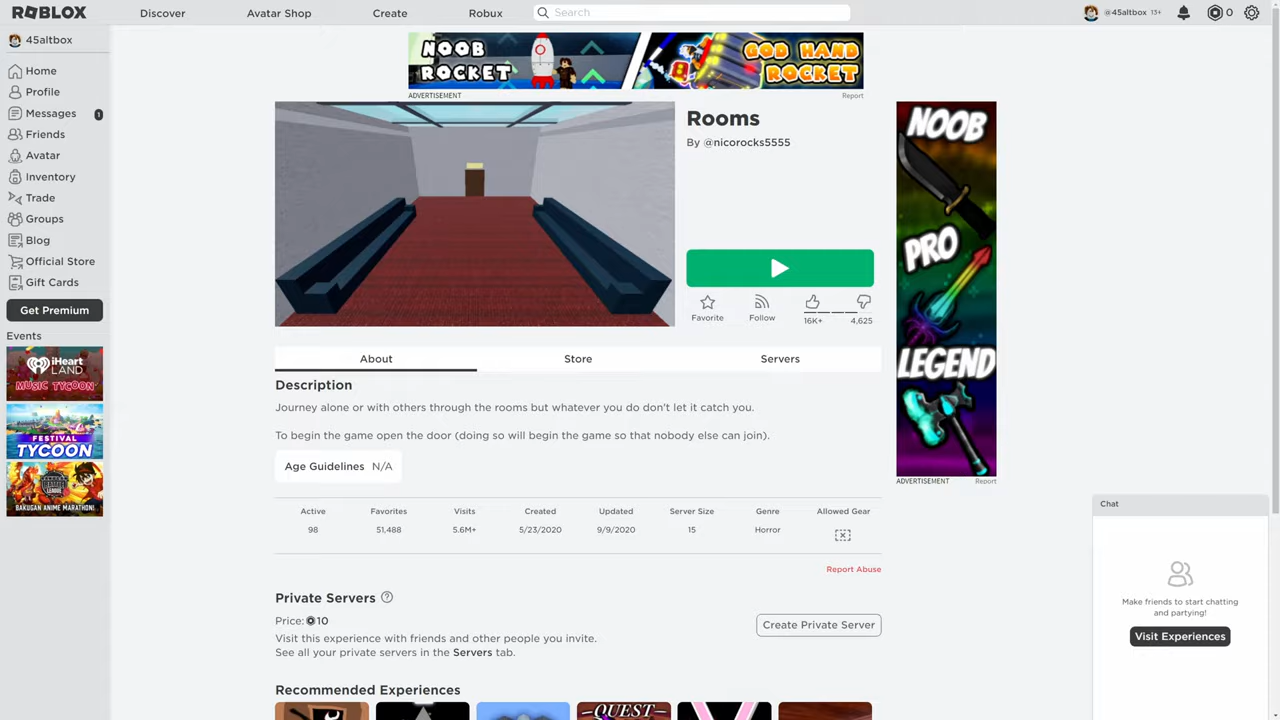 ROBLOX
Discover
Avatar Shop
Create
Robux
Search
@45altbox 13+
0
45altbox
Home
Profile
Messages
1
Friends
Avatar
Inventory
Trade
Groups
Blog
Official Store
Gift Cards
Get Premium
Events
iHeart
LAND
MUSIC TYCOON
FESTIVAL
TYCOON
BAKUGAN ANIME MARATHON!
NOOB
ROCKET
GOD HAND
ROCKET
ADVERTISEMENT
Report
Rooms
By @nicorocks5555
Favorite
Follow
16K+
4,625
NOOB
PRO
LEGEND
ADVERTISEMENT
Report
About
Store
Servers
Description
Journey alone or with others through the rooms but whatever you do don't let it catch you.
To begin the game open the door (doing so will begin the game so that nobody else can join).
Age Guidelines N/A
Active
Favorites
Visits
Created
Updated
Server Size
Genre
Allowed Gear
98
51,488
5.6M+
5/23/2020
9/9/2020
15
Horror
Report Abuse
Private Servers
Price: 10
Visit this experience with friends and other people you invite.
See all your private servers in the Servers tab.
Create Private Server
Recommended Experiences
QUEST
Chat
Make friends to start chatting
and partying!
Visit Experiences